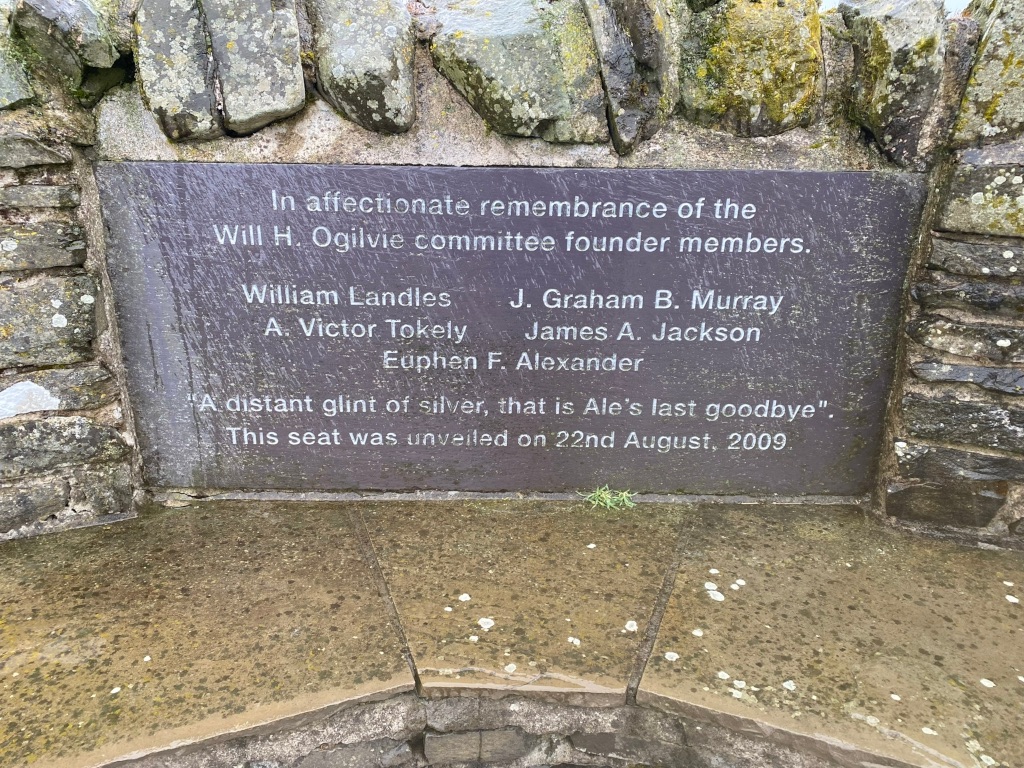 In affectionate remembrance of the
Will H. Ogilvie committee founder members.
William Landles J. Graham B. Murray
A. Victor Tokely James A. Jackson
Euphen F. Alexander
"A distant glint of silver, that is Ale's last goodbye".
This seat was unveiled on 22nd August, 2009